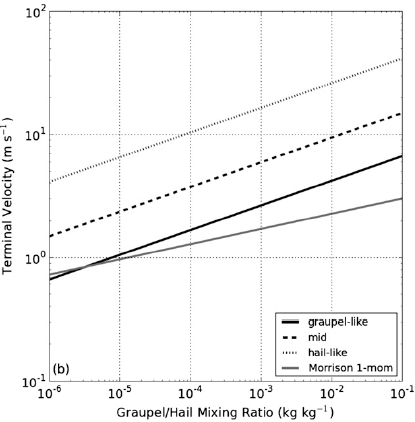 10²
10¹
10⁰
10⁻¹
Terminal Velocity (m s⁻¹)
(b)
graupel-like
mid
hail-like
Morrison 1-mom
10⁻⁶ 10⁻⁵ 10⁻⁴ 10⁻³ 10⁻² 10⁻¹
Graupel/Hail Mixing Ratio (kg kg⁻¹)